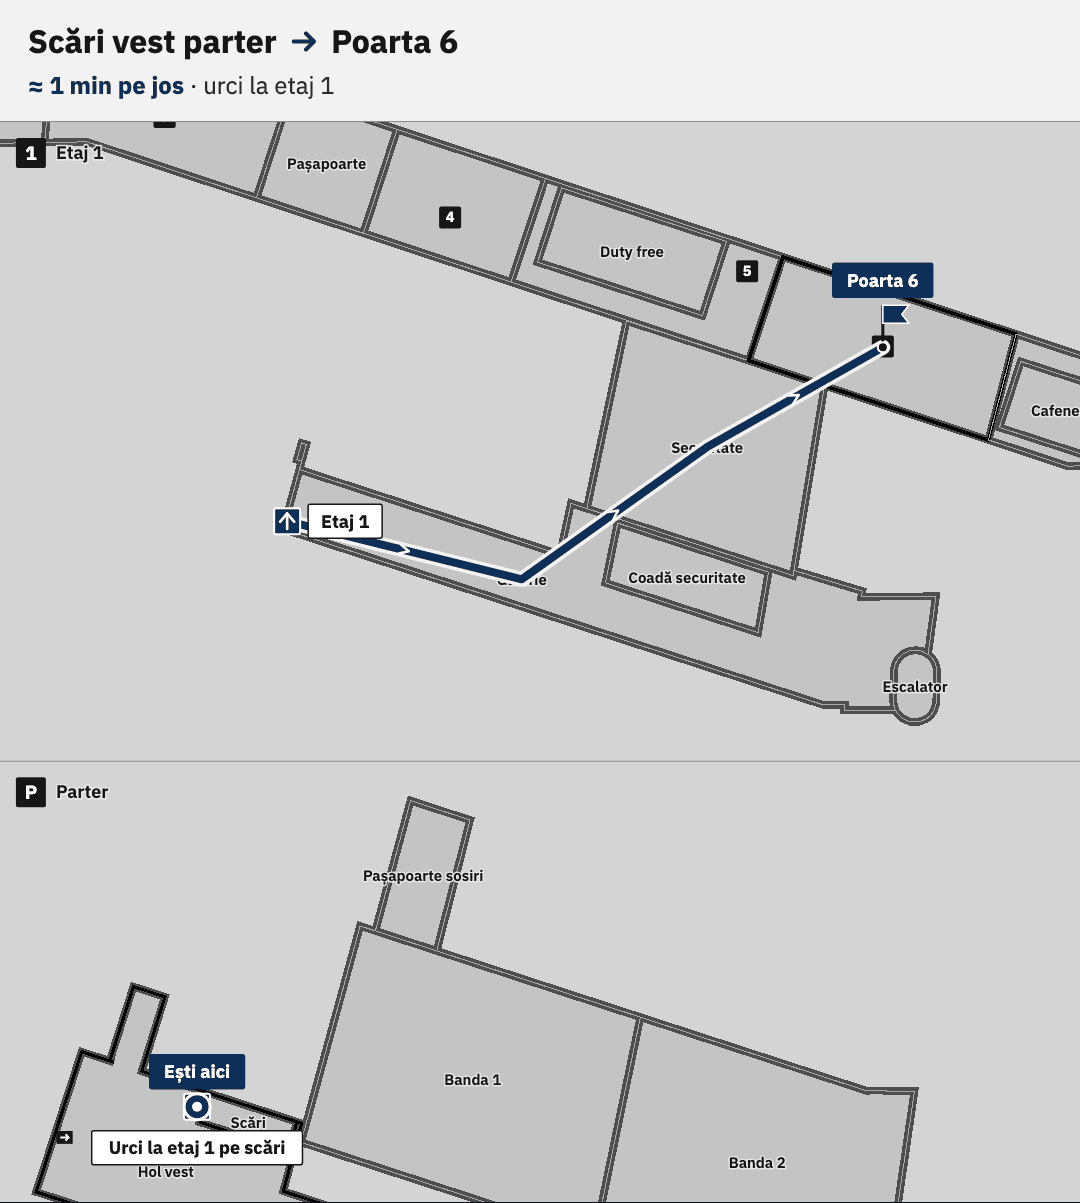 Scări vest parter → Poarta 6
≈ 1 min pe jos · urci la etaj 1
1 Etaj 1
Pașapoarte
4
Duty free
5
Poarta 6
Cafene
Securitate
Etaj 1
Coadă securitate
Escalator
P Parter
Pașapoarte sosiri
Ești aici
Banda 1
Scări
Urci la etaj 1 pe scări
Banda 2
Hol vest